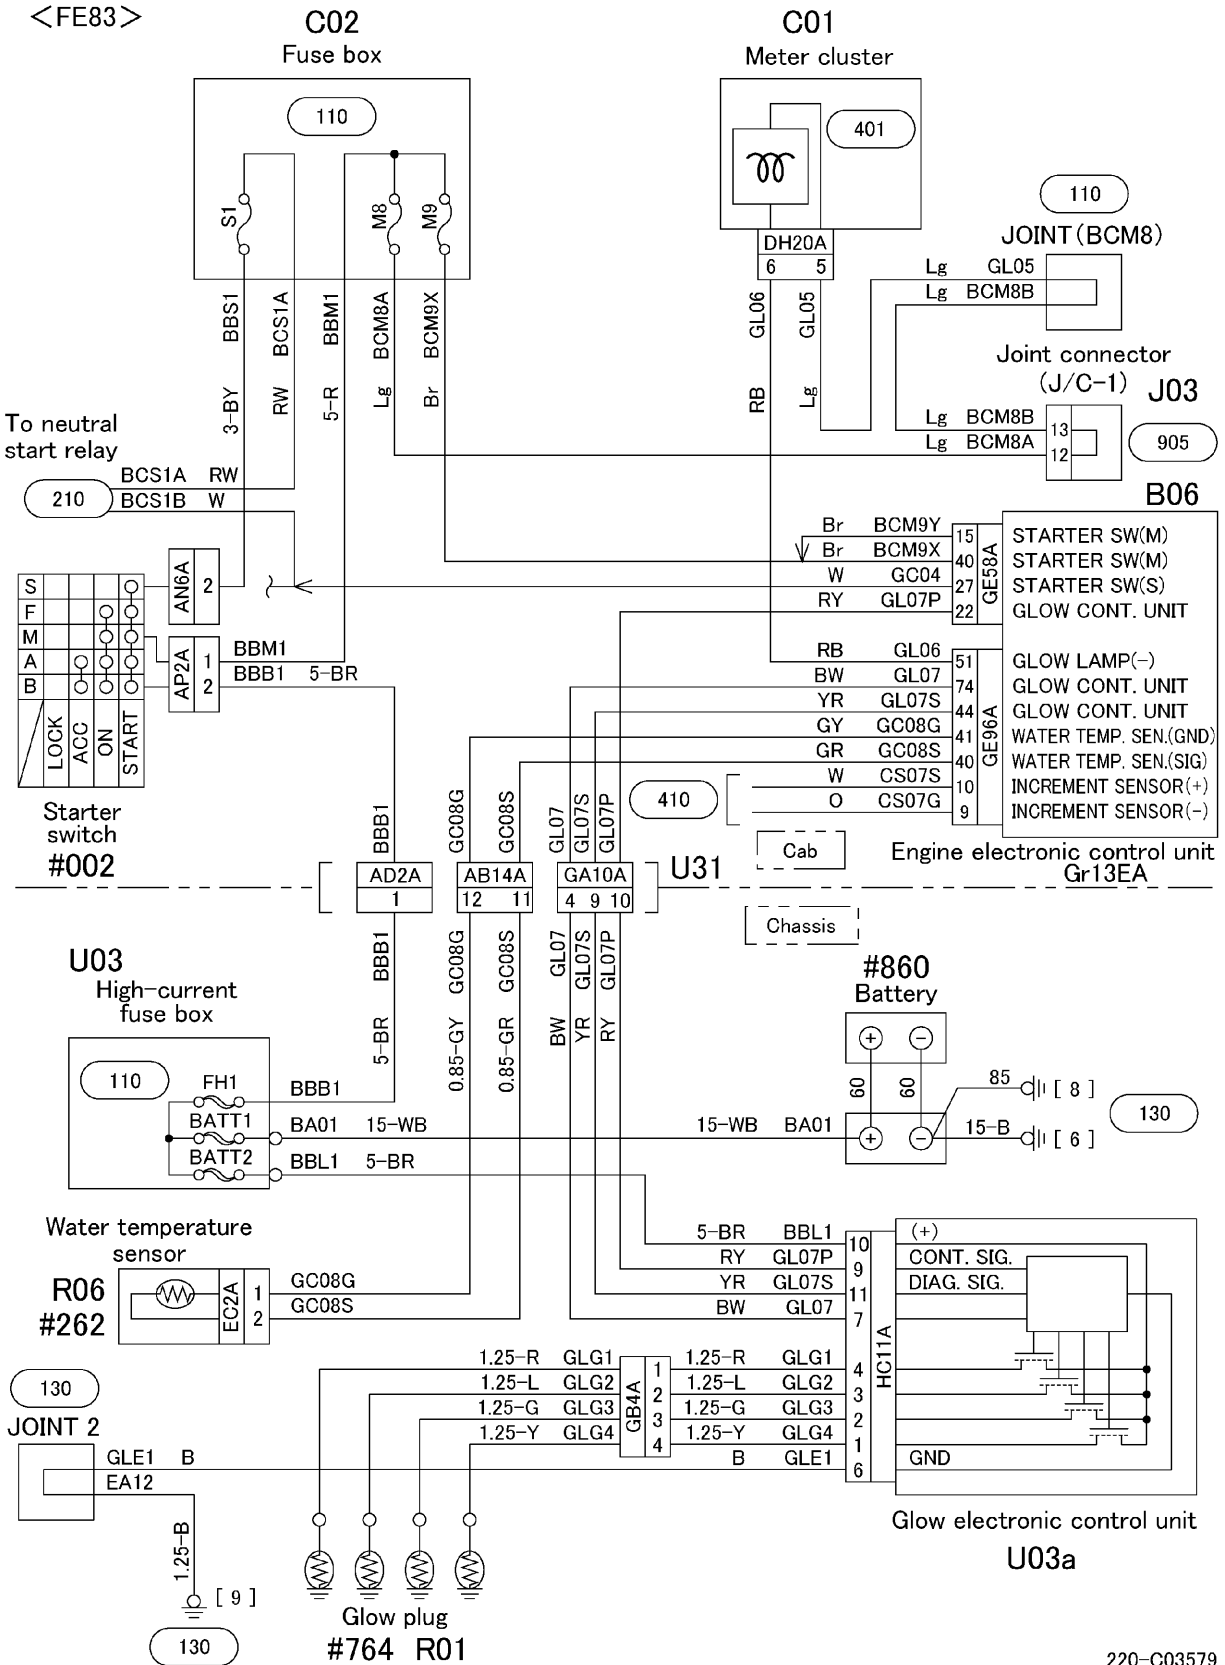 <FE83>
C02
Fuse box
110
S1
M8
M9
BBS1
BCS1A
BBM1
BCM8A
BCM9X
3-BY
RW
5-R
Lg
Br
C01
Meter cluster
401
DH20A
6 5
GL06
GL05
RB
Lg
110
JOINT(BCM8)
Lg GL05
Lg BCM8B
Joint connector
(J/C-1) J03
Lg BCM8B 13
Lg BCM8A 12
905
To neutral
start relay
210
BCS1A RW
BCS1B W
B06
Br BCM9Y 15 STARTER SW(M)
Br BCM9X 40 STARTER SW(M)
W GC04 27 STARTER SW(S)
RY GL07P 22 GLOW CONT. UNIT
GE58A
RB GL06 51 GLOW LAMP(-)
BW GL07 74 GLOW CONT. UNIT
YR GL07S 44 GLOW CONT. UNIT
GY GC08G 41 WATER TEMP. SEN.(GND)
GR GC08S 40 WATER TEMP. SEN.(SIG)
W CS07S 10 INCREMENT SENSOR(+)
O CS07G 9 INCREMENT SENSOR(-)
GE96A
410
Engine electronic control unit
Gr13EA
S
F
M
A
B
LOCK
ACC
ON
START
AN6A
2
AP2A
1
2
BBM1
BBB1 5-BR
Starter
switch
#002
BBB1
GC08G
GC08S
GL07
GL07S
GL07P
Cab
AD2A
1
AB14A
12 11
GA10A
4 9 10
U31
Chassis
BBB1
GC08G
GC08S
GL07
GL07S
GL07P
5-BR
0.85-GY
0.85-GR
BW
YR
RY
U03
High-current
fuse box
110
FH1
BATT1
BATT2
BBB1
BA01 15-WB
BBL1 5-BR
#860
Battery
+ −
60
60
15-WB BA01
+ −
85 [ 8 ]
15-B [ 6 ]
130
Water temperature
sensor
R06
#262
EC2A
1 GC08G
2 GC08S
5-BR BBL1 10 (+)
RY GL07P 9 CONT. SIG.
YR GL07S 11 DIAG. SIG.
BW GL07 7
HC11A
1.25-R GLG1 1 1.25-R GLG1 4
1.25-L GLG2 2 1.25-L GLG2 3
1.25-G GLG3 3 1.25-G GLG3 2
1.25-Y GLG4 4 1.25-Y GLG4 1
GB4A
B GLE1 6 GND
130
JOINT 2
GLE1 B
EA12
1.25-B
[ 9 ]
130
Glow plug
#764 R01
Glow electronic control unit
U03a
220-C03579